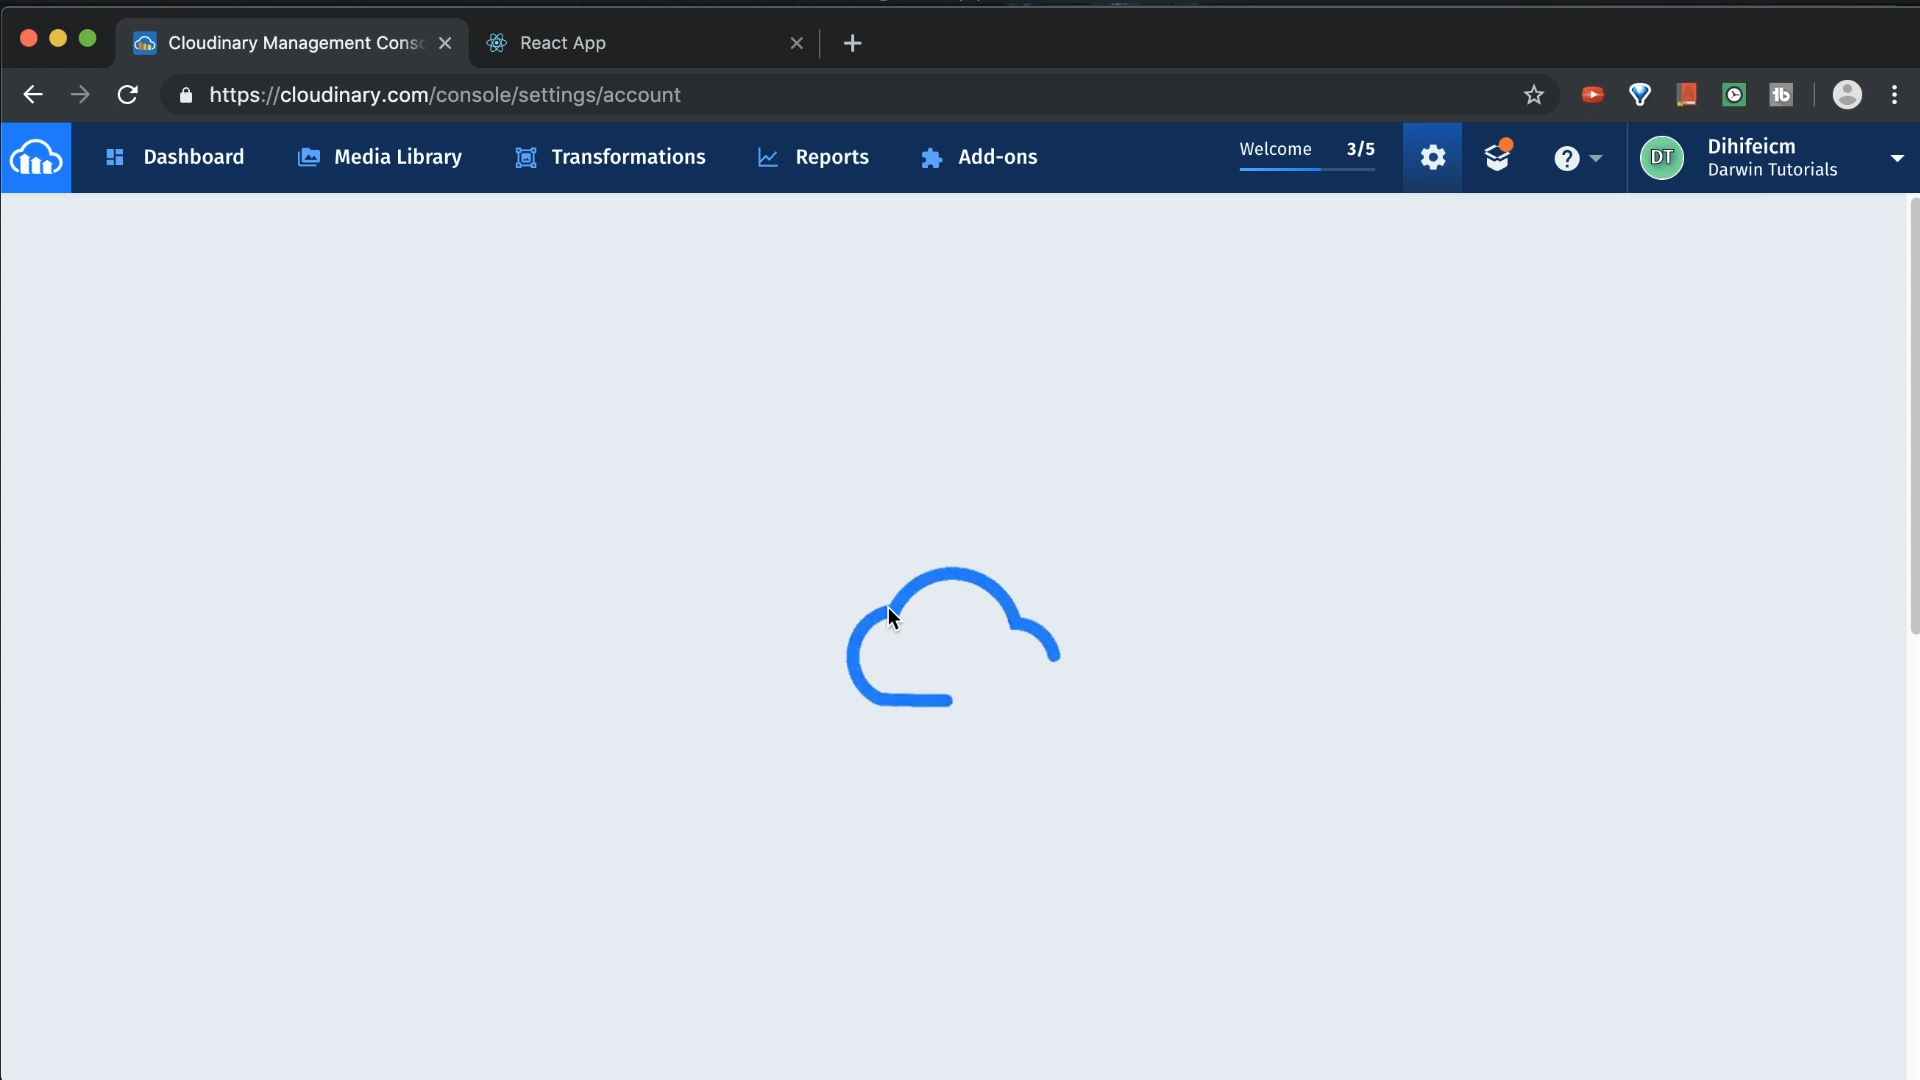 Cloudinary Management Conso
React App
https://cloudinary.com/console/settings/account
Dashboard
Media Library
Transformations
Reports
Add-ons
Welcome 3/5
DT
Dihifeicm
Darwin Tutorials